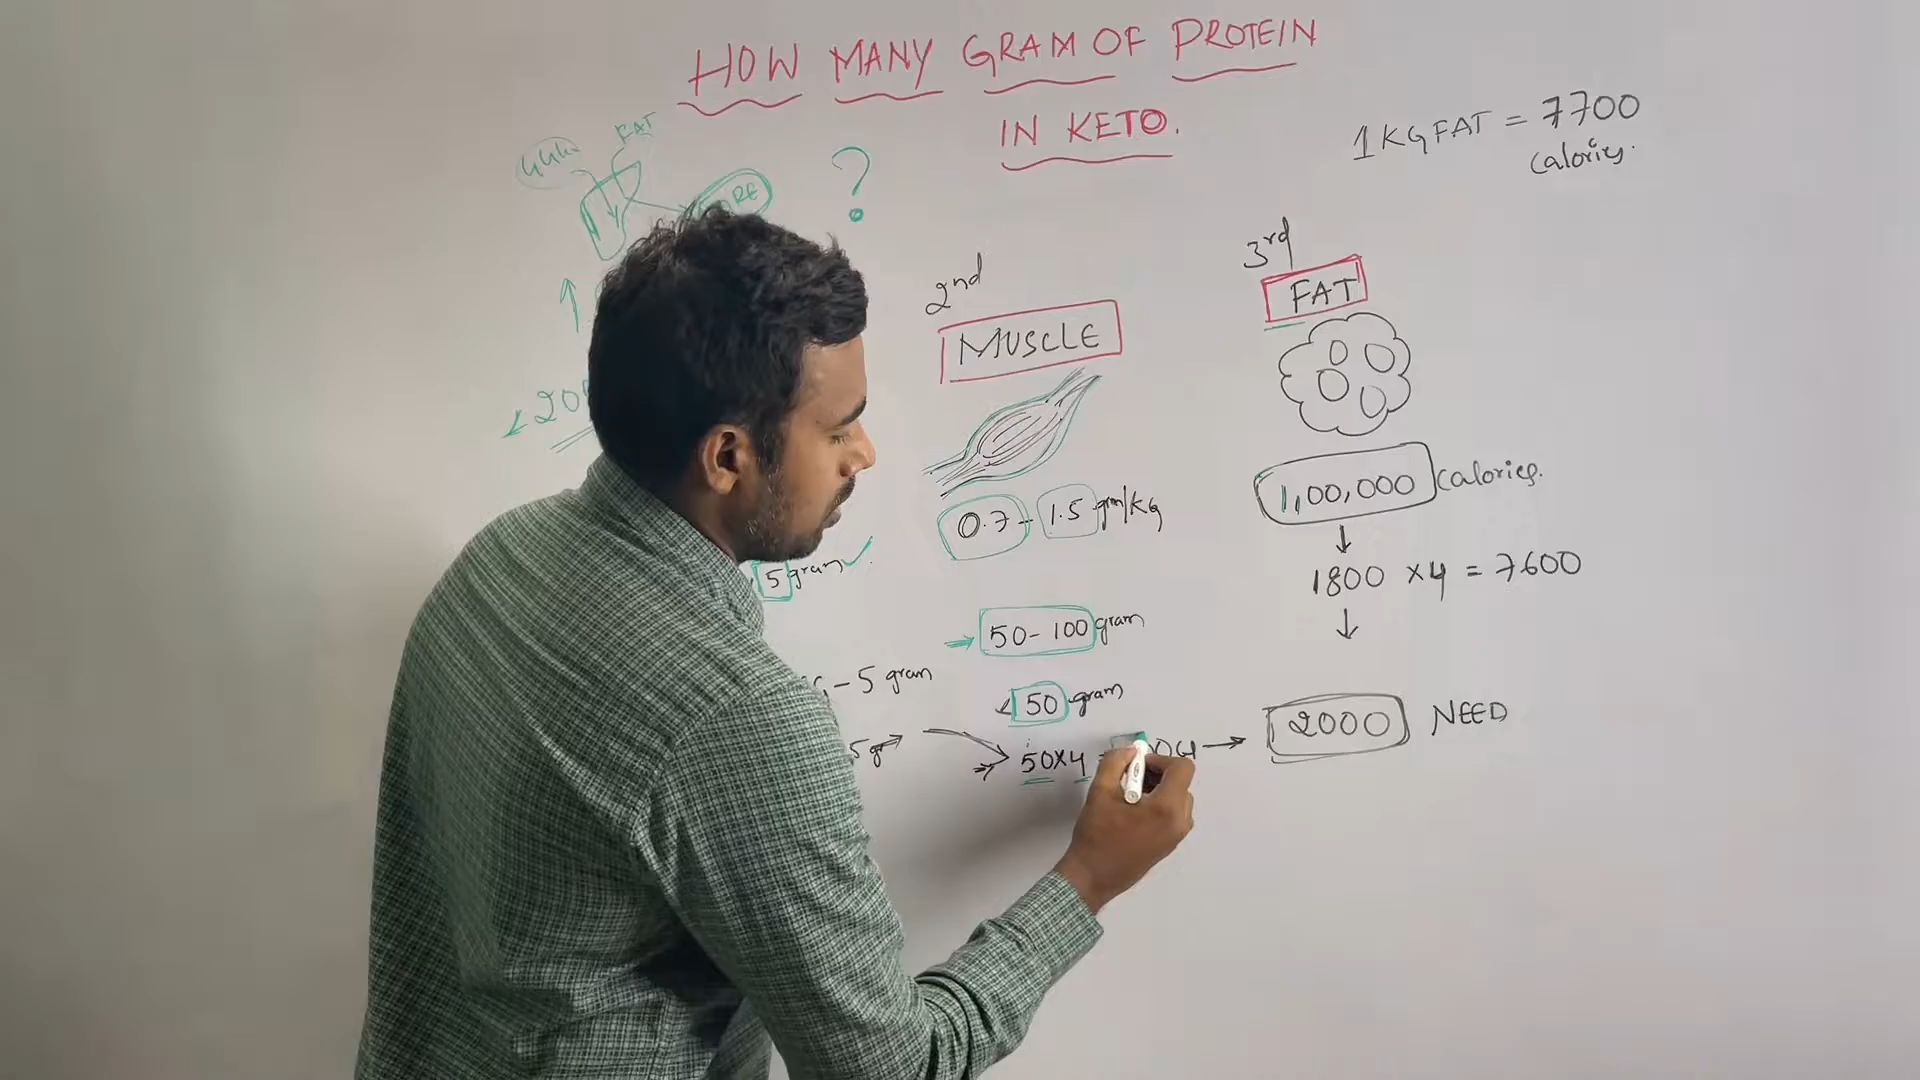 HOW MANY GRAM OF PROTEIN
IN KETO.
1 KG FAT = 7700
calories.
FAT
?
2nd
MUSCLE
0.7 - 1.5 gm/KG
50-100 gram
50 gram
50x4
3rd
FAT
1,00,000 calories.
1800 x4 = 7600
2000 NEED
5 gram
- 5 gram